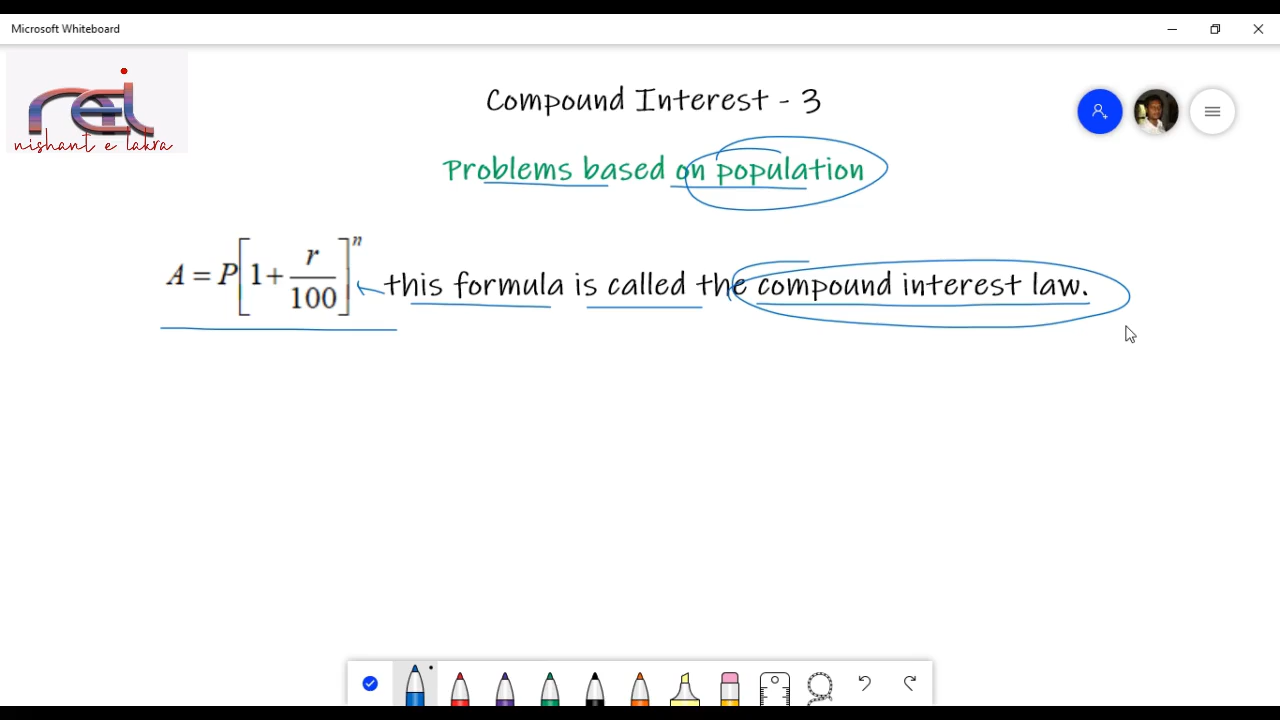 Microsoft Whiteboard
nei
nishant e lakra
Compound Interest - 3
Problems based on population
A = P[1 + r/100]^n this formula is called the compound interest law.